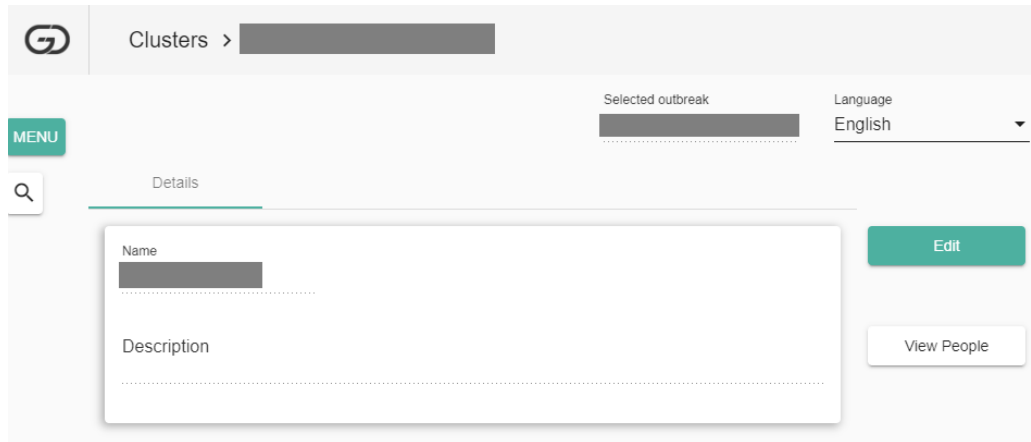 Clusters >
Selected outbreak
Language
English
MENU
Details
Name
Edit
Description
View People